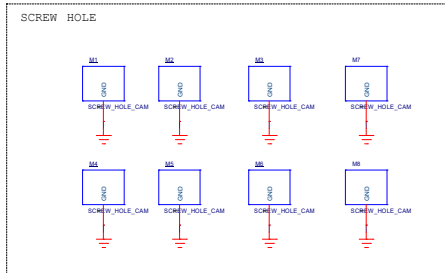 SCREW HOLE
M1 M2 M3 M7
GND GND GND GND
SCREW_HOLE_CAM SCREW_HOLE_CAM SCREW_HOLE_CAM SCREW_HOLE_CAM
M4 M5 M6 M8
GND GND GND GND
SCREW_HOLE_CAM SCREW_HOLE_CAM SCREW_HOLE_CAM SCREW_HOLE_CAM